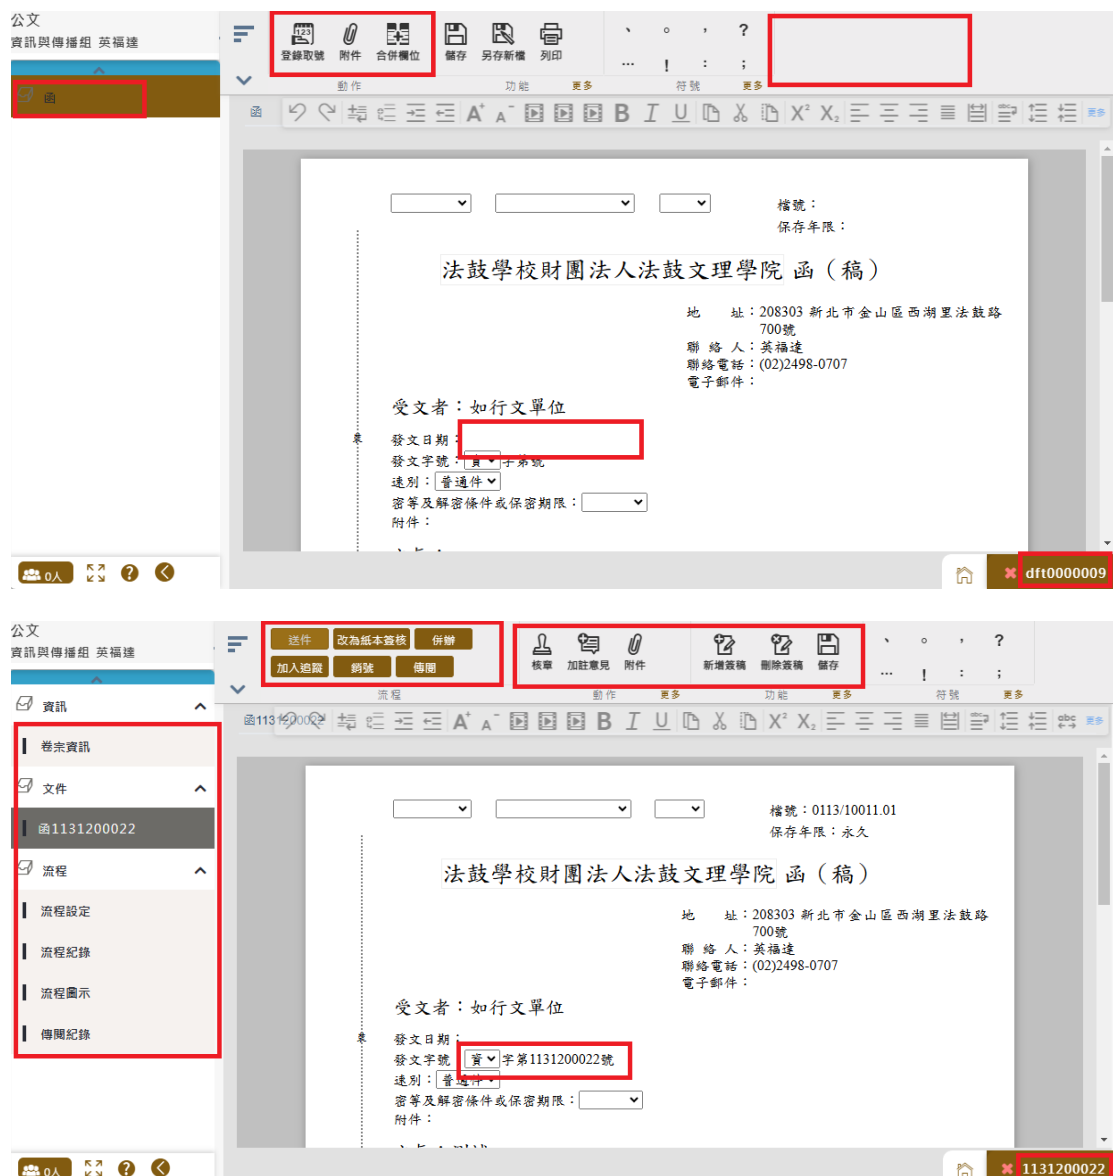 公文
資訊與傳播組 英福達
函
登錄取號 附件 合併欄位 儲存 另存新檔 列印
、 。 , ?
… ! : ;
動作 功能 更多 符號 更多
函 A+ A- B I U X² X₂ 更多
檔號：
保存年限：
法鼓學校財團法人法鼓文理學院 函（稿）
地 址：208303 新北市金山區西湖里法鼓路
700號
聯 絡 人：英福達
聯絡電話：(02)2498-0707
電子郵件：
受文者：如行文單位
裝
發文日期：
發文字號：資 字第號
速別：普通件
密等及解密條件或保密期限：
附件：
0人 ?
dft0000009
公文
資訊與傳播組 英福達
送件 改為紙本簽核 併辦
加入追蹤 銷號 傳閱
核章 加註意見 附件 新增簽稿 刪除簽稿 儲存
、 。 , ?
… ! : ;
流程 動作 更多 功能 更多 符號 更多
函1131200022 A+ A- B I U X² X₂ abc 更多
資訊
卷宗資訊
文件
函1131200022
流程
流程設定
流程紀錄
流程圖示
傳閱紀錄
檔號：0113/10011.01
保存年限：永久
法鼓學校財團法人法鼓文理學院 函（稿）
地 址：208303 新北市金山區西湖里法鼓路
700號
聯 絡 人：英福達
聯絡電話：(02)2498-0707
電子郵件：
受文者：如行文單位
裝
發文日期：
發文字號 資 字第1131200022號
速別：普通件
密等及解密條件或保密期限：
附件：
0人 ?
1131200022